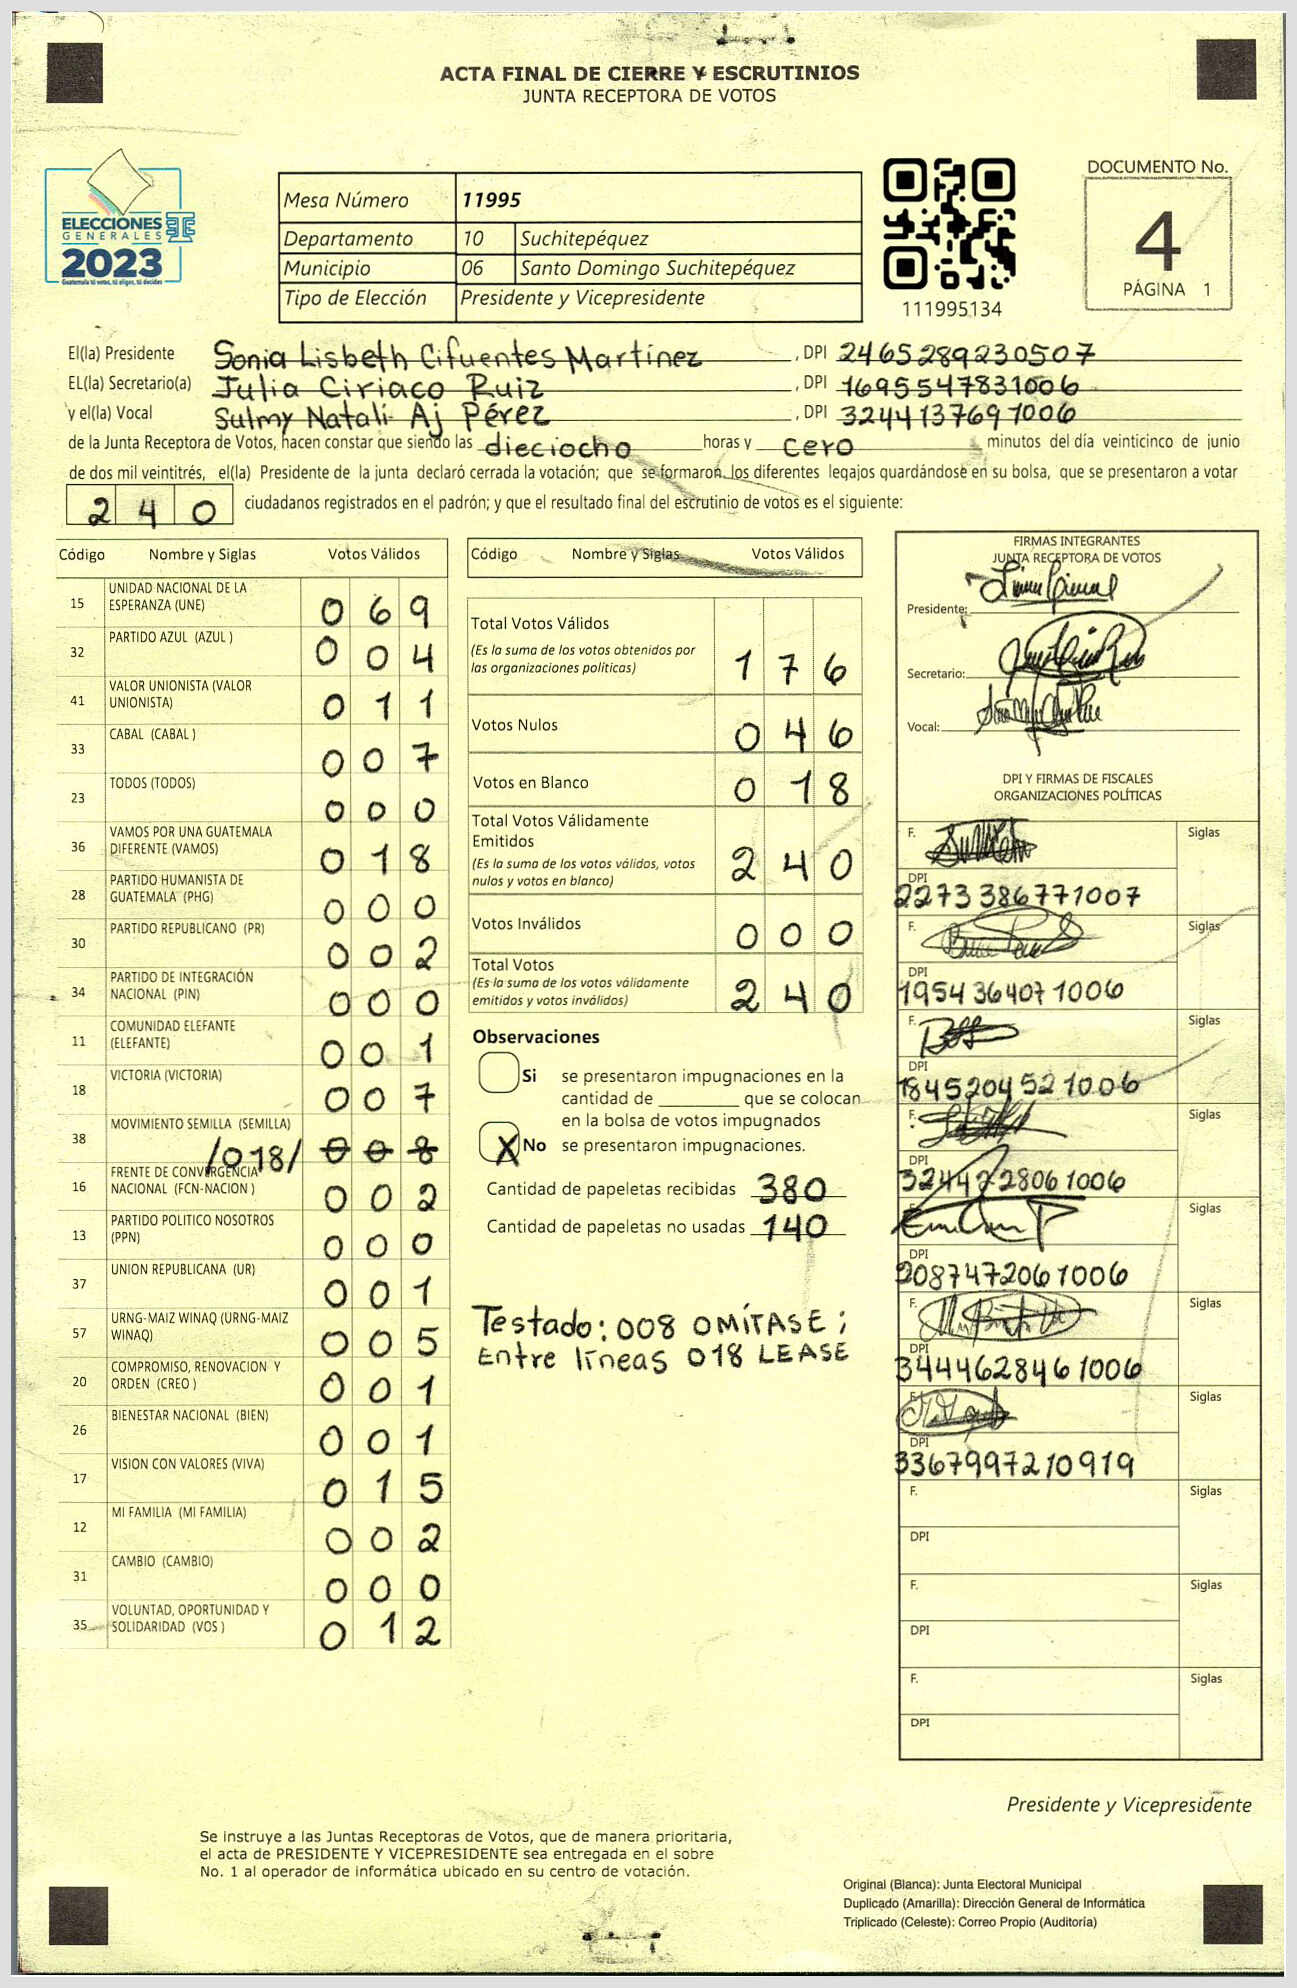 ACTA FINAL DE CIERRE Y ESCRUTINIOS
JUNTA RECEPTORA DE VOTOS
ELECCIONES
GENERALES
2023
Guatemala tú votas, tú eliges, tú decides
Mesa Número 11995
Departamento 10 Suchitepéquez
Municipio 06 Santo Domingo Suchitepéquez
Tipo de Elección Presidente y Vicepresidente
111995134
DOCUMENTO No.
4
PÁGINA 1
El(la) Presidente Sonia Lisbeth Cifuentes Martínez , DPI 2465289230507
EL(la) Secretario(a) Julia Ciriaco Ruiz , DPI 1695547831006
y el(la) Vocal Sulmy Natali Aj Pérez , DPI 3244137691006
de la Junta Receptora de Votos, hacen constar que siendo las dieciocho horas y cero minutos del día veinticinco de junio
de dos mil veintitrés, el(la) Presidente de la junta declaró cerrada la votación; que se formaron los diferentes legajos guardándose en su bolsa, que se presentaron a votar
240 ciudadanos registrados en el padrón; y que el resultado final del escrutinio de votos es el siguiente:
Código Nombre y Siglas Votos Válidos
15 UNIDAD NACIONAL DE LA
ESPERANZA (UNE) 069
32 PARTIDO AZUL (AZUL ) 004
41 VALOR UNIONISTA (VALOR
UNIONISTA) 011
33 CABAL (CABAL ) 007
23 TODOS (TODOS) 000
36 VAMOS POR UNA GUATEMALA
DIFERENTE (VAMOS) 018
28 PARTIDO HUMANISTA DE
GUATEMALA (PHG) 000
30 PARTIDO REPUBLICANO (PR) 002
34 PARTIDO DE INTEGRACIÓN
NACIONAL (PIN) 000
11 COMUNIDAD ELEFANTE
(ELEFANTE) 001
18 VICTORIA (VICTORIA) 007
38 MOVIMIENTO SEMILLA (SEMILLA)
/018/ 008
16 FRENTE DE CONVERGENCIA
NACIONAL (FCN-NACION ) 002
13 PARTIDO POLITICO NOSOTROS
(PPN) 000
37 UNION REPUBLICANA (UR) 001
57 URNG-MAIZ WINAQ (URNG-MAIZ
WINAQ) 005
20 COMPROMISO, RENOVACION Y
ORDEN (CREO ) 001
26 BIENESTAR NACIONAL (BIEN) 001
17 VISION CON VALORES (VIVA) 015
12 MI FAMILIA (MI FAMILIA) 002
31 CAMBIO (CAMBIO) 000
35 VOLUNTAD, OPORTUNIDAD Y
SOLIDARIDAD (VOS ) 012
Código Nombre y Siglas Votos Válidos
Total Votos Válidos
(Es la suma de los votos obtenidos por
las organizaciones políticas) 176
Votos Nulos 046
Votos en Blanco 018
Total Votos Válidamente
Emitidos
(Es la suma de los votos válidos, votos
nulos y votos en blanco) 240
Votos Inválidos 000
Total Votos
(Es la suma de los votos válidamente
emitidos y votos inválidos) 240
Observaciones
Si se presentaron impugnaciones en la
cantidad de ________ que se colocan
en la bolsa de votos impugnados
X No se presentaron impugnaciones.
Cantidad de papeletas recibidas 380
Cantidad de papeletas no usadas 140
Testado: 008 OMÍTASE;
Entre líneas 018 LEASE
FIRMAS INTEGRANTES
JUNTA RECEPTORA DE VOTOS
Presidente:
Secretario:
Vocal:
DPI Y FIRMAS DE FISCALES
ORGANIZACIONES POLÍTICAS
F. Siglas
DPI
2273386771007
F. Siglas
DPI
1954364071006
F. Siglas
DPI
1845204521006
F. Siglas
DPI
3244228061006
Siglas
DPI
2087472061006
F. Siglas
DPI
3444628461006
F. Siglas
DPI
3367997210919
F. Siglas
DPI
F. Siglas
DPI
F. Siglas
DPI
Presidente y Vicepresidente
Se instruye a las Juntas Receptoras de Votos, que de manera prioritaria,
el acta de PRESIDENTE Y VICEPRESIDENTE sea entregada en el sobre
No. 1 al operador de informática ubicado en su centro de votación.
Original (Blanca): Junta Electoral Municipal
Duplicado (Amarilla): Dirección General de Informática
Triplicado (Celeste): Correo Propio (Auditoría)